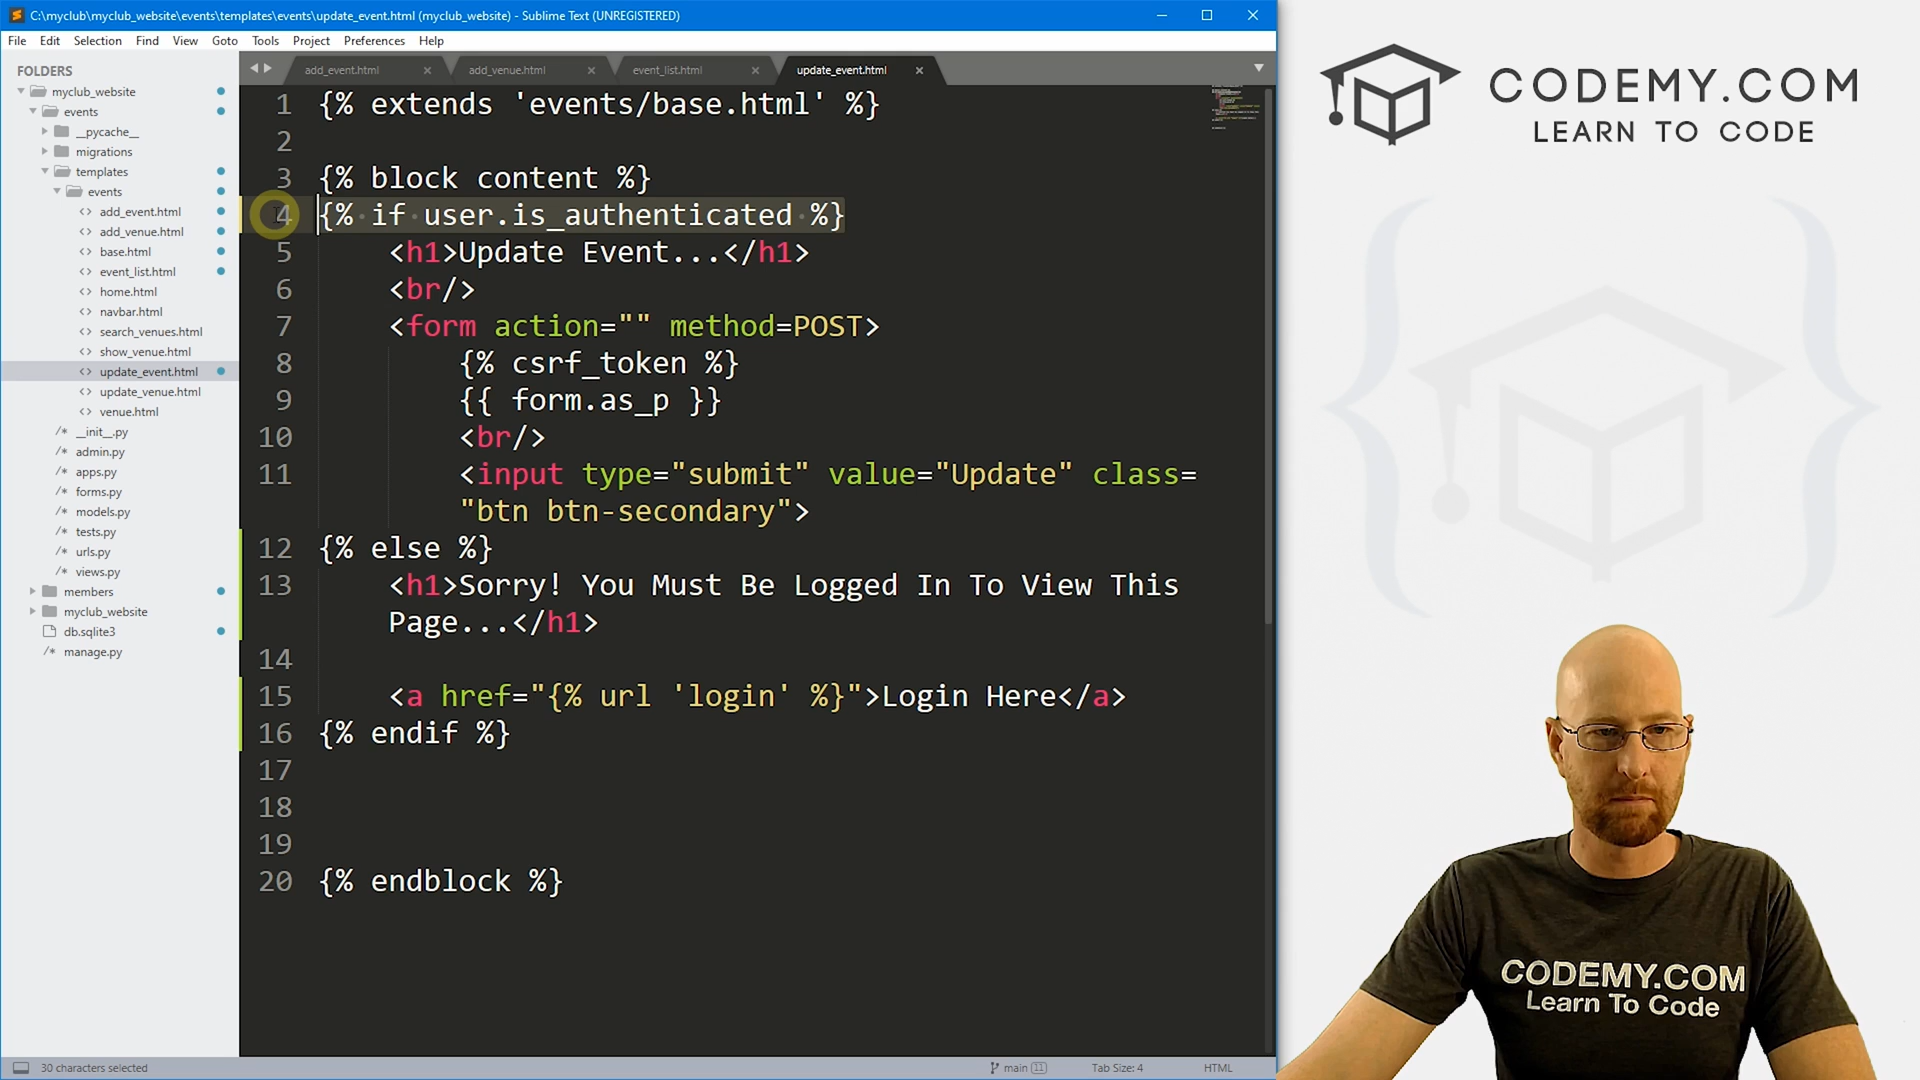 C:\myclub\myclub_website\events\templates\events\update_event.html (myclub_website) - Sublime Text (UNREGISTERED)
File Edit Selection Find View Goto Tools Project Preferences Help
FOLDERS
myclub_website
events
__pycache__
migrations
templates
events
add_event.html
add_venue.html
base.html
event_list.html
home.html
navbar.html
search_venues.html
show_venue.html
update_event.html
update_venue.html
venue.html
__init__.py
admin.py
apps.py
forms.py
models.py
tests.py
urls.py
views.py
members
myclub_website
db.sqlite3
manage.py
add_event.html add_venue.html event_list.html update_event.html
1 {% extends 'events/base.html' %}
2
3 {% block content %}
4 {% if user.is_authenticated %}
5 <h1>Update Event...</h1>
6 <br/>
7 <form action="" method=POST>
8 {% csrf_token %}
9 {{ form.as_p }}
10 <br/>
11 <input type="submit" value="Update" class=
"btn btn-secondary">
12 {% else %}
13 <h1>Sorry! You Must Be Logged In To View This
Page...</h1>
14
15 <a href="{% url 'login' %}">Login Here</a>
16 {% endif %}
17
18
19
20 {% endblock %}
30 characters selected
main 11
Tab Size: 4
HTML
CODEMY.COM
LEARN TO CODE
CODEMY.COM
Learn To Code